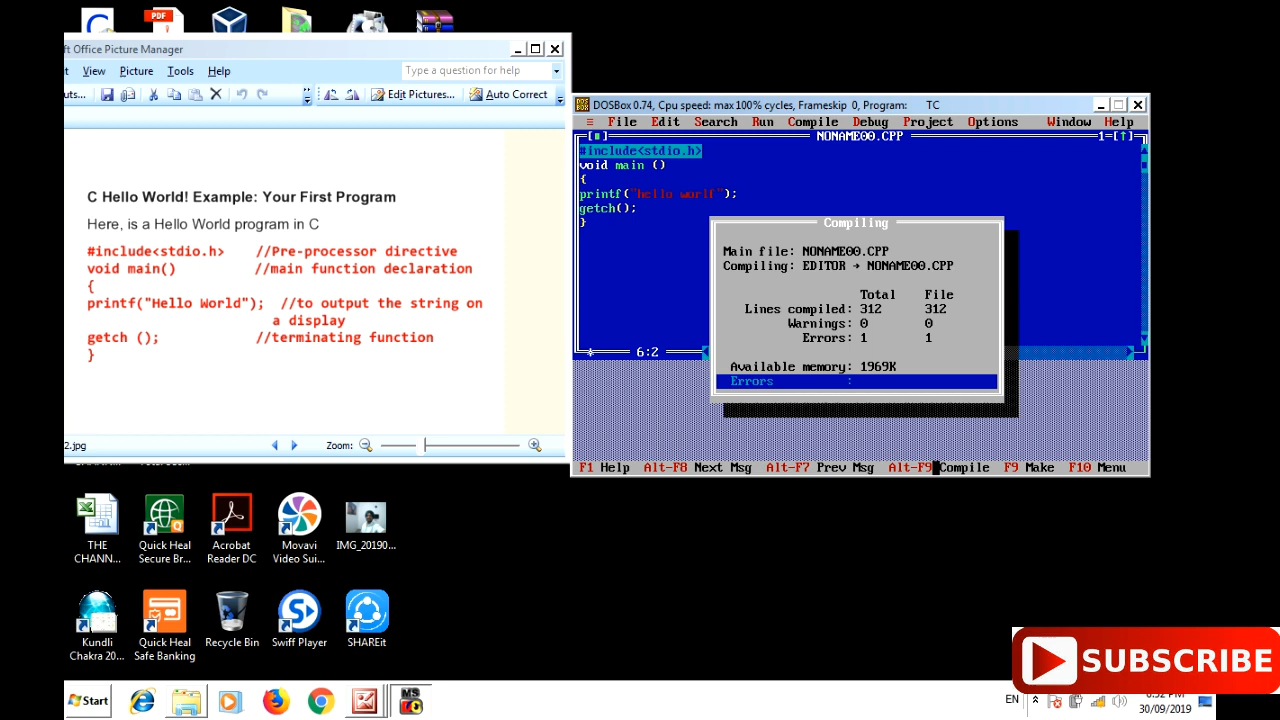 PDF
ft Office Picture Manager
View Picture Tools Help
Type a question for help
uts...
Edit Pictures...
Auto Correct
C Hello World! Example: Your First Program
Here, is a Hello World program in C
#include<stdio.h> //Pre-processor directive
void main() //main function declaration
{
printf("Hello World"); //to output the string on
a display
getch (); //terminating function
}
2.jpg
Zoom:
DOSBox 0.74, Cpu speed: max 100% cycles, Frameskip 0, Program: TC
≡ File Edit Search Run Compile Debug Project Options Window Help
[■] NONAME00.CPP 1=[↑]
#include<stdio.h>
void main ()
{
printf("hello worlf");
getch();
}
6:2
Compiling
Main file: NONAME00.CPP
Compiling: EDITOR → NONAME00.CPP
Total File
Lines compiled: 312 312
Warnings: 0 0
Errors: 1 1
Available memory: 1969K
Errors :
F1 Help Alt-F8 Next Msg Alt-F7 Prev Msg Alt-F9 Compile F9 Make F10 Menu
THE
CHANN...
Quick Heal
Secure Br...
Acrobat
Reader DC
Movavi
Video Sui...
IMG_20190...
Kundli
Chakra 20...
Quick Heal
Safe Banking
Recycle Bin
Swiff Player
SHAREit
SUBSCRIBE
Start
MS
EN
30/09/2019